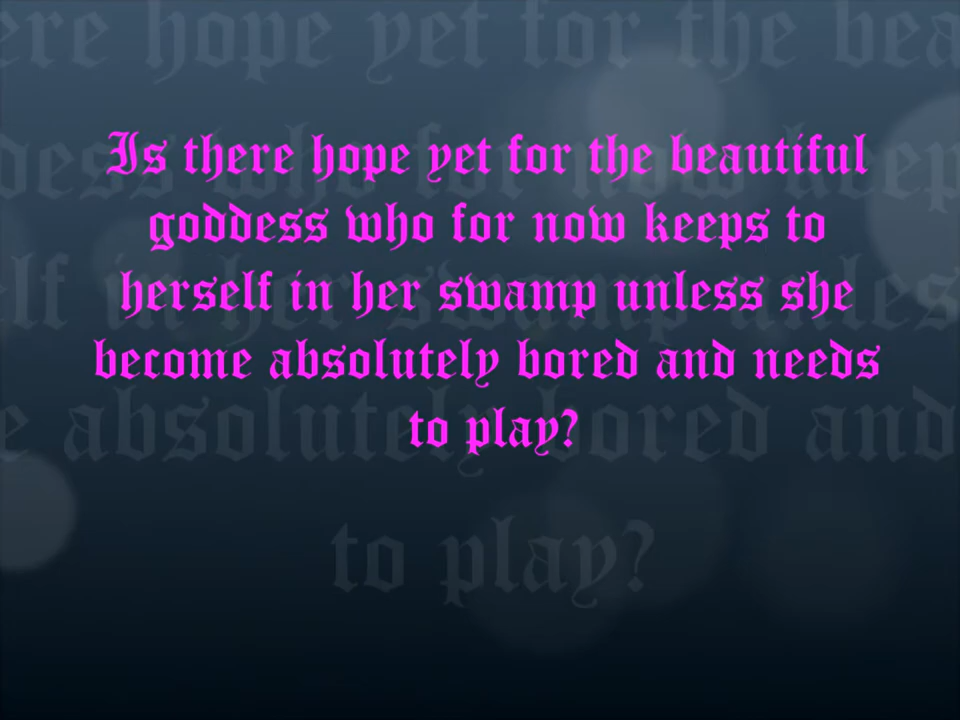 Is there hope yet for the beautiful
goddess who for now keeps to
herself in her swamp unless she
become absolutely bored and needs
to play?